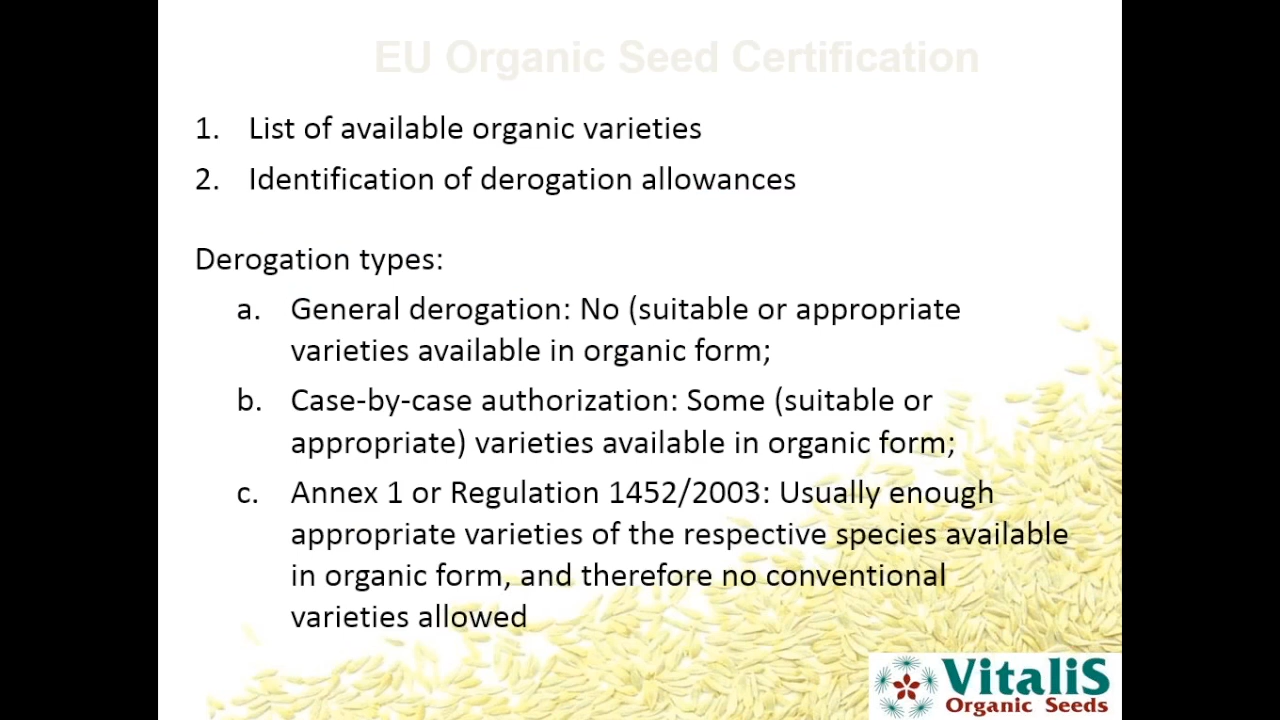 EU Organic Seed Certification
1. List of available organic varieties
2. Identification of derogation allowances
Derogation types:
a. General derogation: No (suitable or appropriate
varieties available in organic form;
b. Case-by-case authorization: Some (suitable or
appropriate) varieties available in organic form;
c. Annex 1 or Regulation 1452/2003: Usually enough
appropriate varieties of the respective species available
in organic form, and therefore no conventional
varieties allowed
VitaliS
Organic Seeds